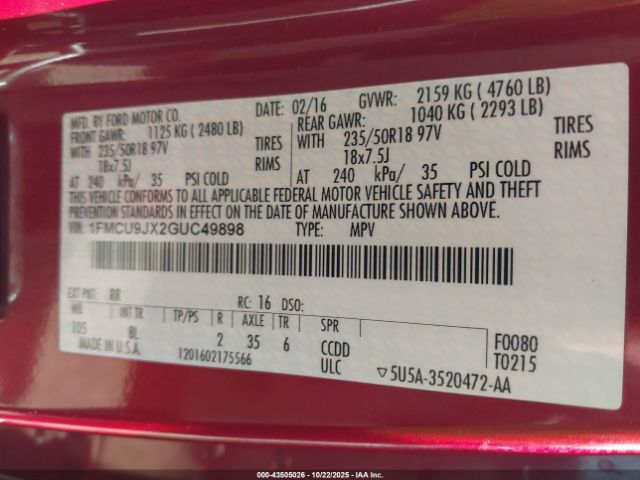 MFD. BY FORD MOTOR CO.
DATE: 02/16 GVWR: 2159 KG ( 4760 LB)
FRONT GAWR: 1125 KG ( 2480 LB)
REAR GAWR: 1040 KG ( 2293 LB)
WITH 235/50R18 97V TIRES
WITH 235/50R18 97V TIRES
18x7.5J RIMS
18x7.5J RIMS
AT 240 kPa/ 35 PSI COLD
AT 240 kPa/ 35 PSI COLD
THIS VEHICLE CONFORMS TO ALL APPLICABLE FEDERAL MOTOR VEHICLE SAFETY AND THEFT
PREVENTION STANDARDS IN EFFECT ON THE DATE OF MANUFACTURE SHOWN ABOVE.
VIN: 1FMCU9JX2GUC49898 TYPE: MPV
EXT PNT: RR RC: 16 DSO:
WB TP/PS R AXLE TR SPR
105 8L 2 35 6 CCDD F0080
MADE IN U.S.A. 1201602175566 ULC T0215
▽5U5A-3520472-AA
000-43505026 | 10/22/2025 | IAA Inc.